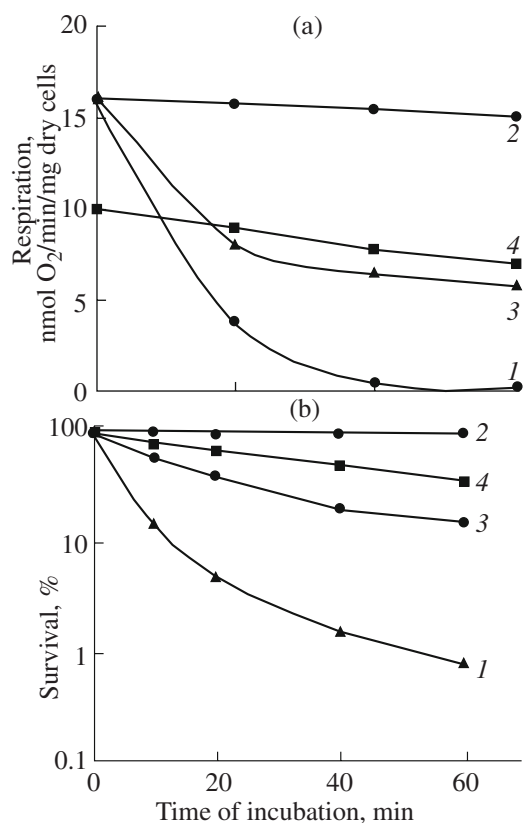 (a)
20
15
10
5
0
Respiration,
nmol O2/min/mg dry cells
2
4
3
1
(b)
100
10
1
0.1
Survival, %
2
4
3
1
0 20 40 60
Time of incubation, min